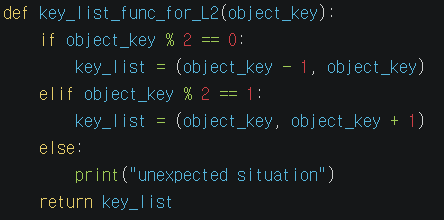 def key_list_func_for_L2(object_key):
    if object_key % 2 == 0:
        key_list = (object_key - 1, object_key)
    elif object_key % 2 == 1:
        key_list = (object_key, object_key + 1)
    else:
        print("unexpected situation")
    return key_list